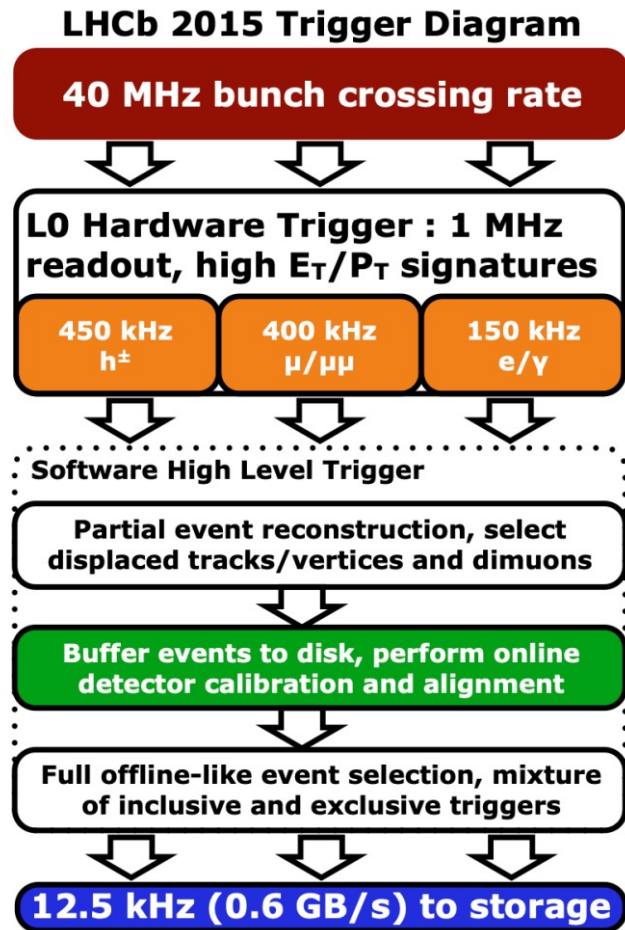 LHCb 2015 Trigger Diagram
40 MHz bunch crossing rate
L0 Hardware Trigger : 1 MHz
readout, high E_T/P_T signatures
450 kHz
h±
400 kHz
μ/μμ
150 kHz
e/γ
Software High Level Trigger
Partial event reconstruction, select
displaced tracks/vertices and dimuons
Buffer events to disk, perform online
detector calibration and alignment
Full offline-like event selection, mixture
of inclusive and exclusive triggers
12.5 kHz (0.6 GB/s) to storage